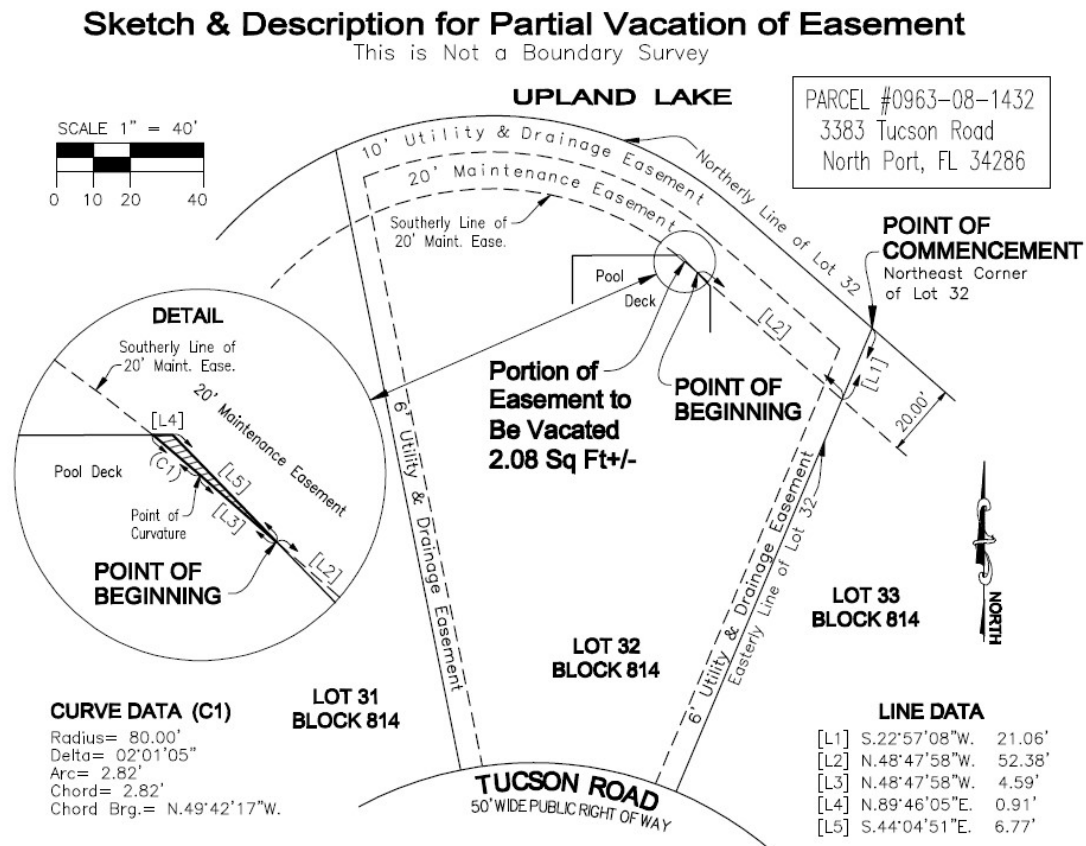 Sketch & Description for Partial Vacation of Easement
This is Not a Boundary Survey
UPLAND LAKE
PARCEL #0963-08-1432
3383 Tucson Road
North Port, FL 34286
SCALE 1" = 40'
0 10 20 40
10' Utility & Drainage Easement
20' Maintenance Easement
Northerly Line of Lot 32
Southerly Line of
20' Maint. Ease.
POINT OF
COMMENCEMENT
Northeast Corner
of Lot 32
Pool
Deck
[L2]
[L1]
20.00'
Portion of
Easement to
Be Vacated
2.08 Sq Ft+/-
POINT OF
BEGINNING
DETAIL
Southerly Line of
20' Maint. Ease.
20' Maintenance Easement
[L4]
Pool Deck
(C1)
[L5]
[L3]
Point of
Curvature
POINT OF
BEGINNING
[L2]
6' Utility & Drainage Easement
6' Utility & Drainage Easement
Easterly Line of Lot 32
NORTH
LOT 33
BLOCK 814
LOT 32
BLOCK 814
LOT 31
BLOCK 814
CURVE DATA (C1)
Radius= 80.00'
Delta= 02°01'05"
Arc= 2.82'
Chord= 2.82'
Chord Brg.= N.49°42'17"W.
TUCSON ROAD
50' WIDE PUBLIC RIGHT OF WAY
LINE DATA
[L1] S.22°57'08"W. 21.06'
[L2] N.48°47'58"W. 52.38'
[L3] N.48°47'58"W. 4.59'
[L4] N.89°46'05"E. 0.91'
[L5] S.44°04'51"E. 6.77'